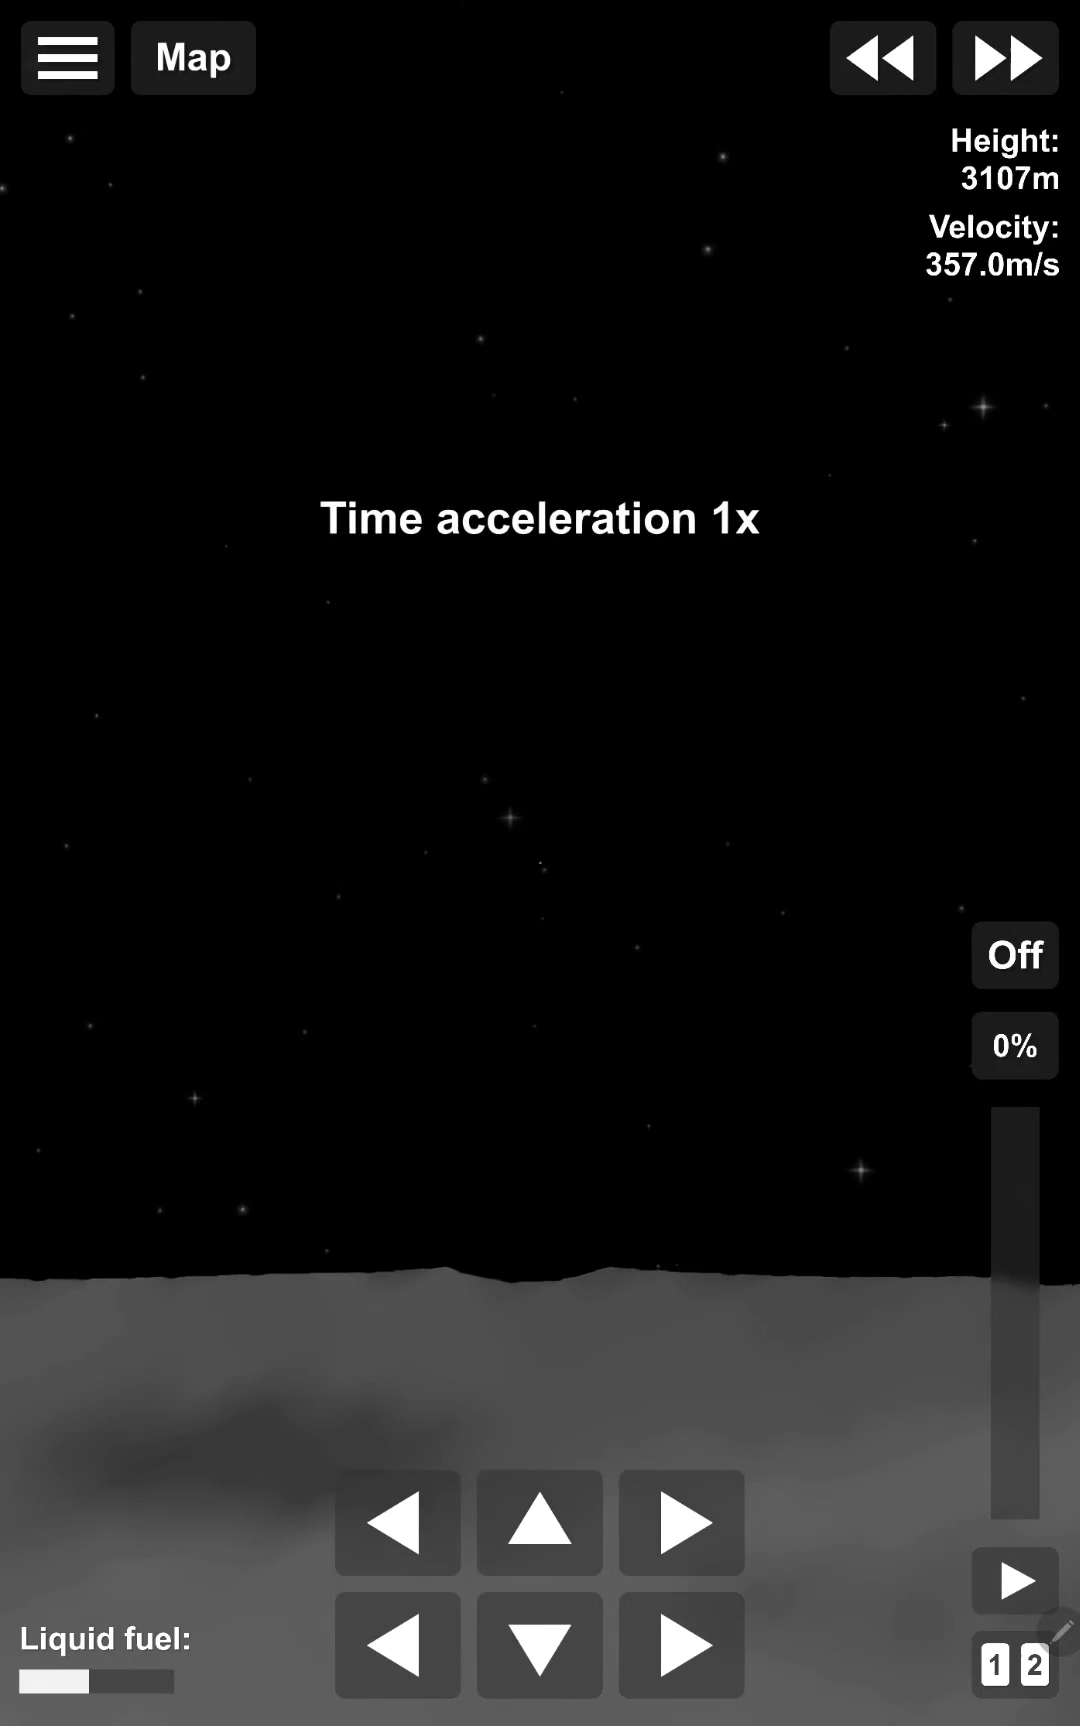 Map
Height:
3107m
Velocity:
357.0m/s
Time acceleration 1x
Off
0%
Liquid fuel:
1 2